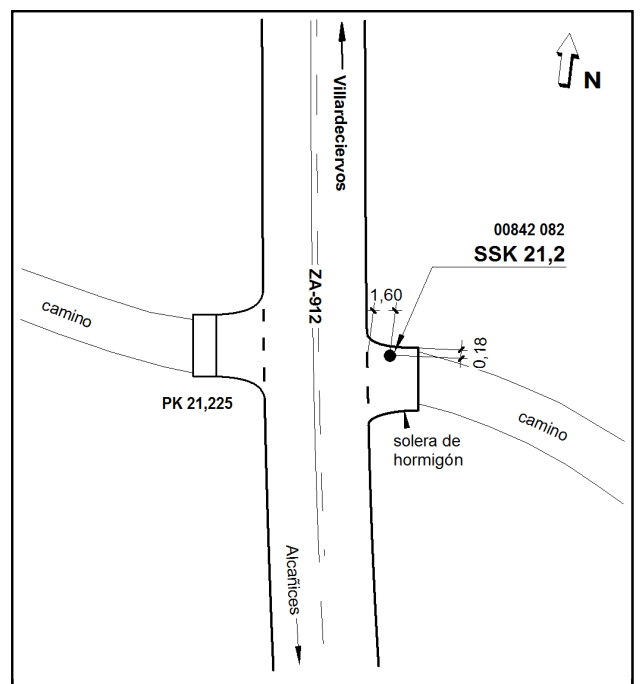 Villardeciervos
N
00842 082
SSK 21,2
ZA-912
1,60
camino
0,18
PK 21,225
camino
solera de
hormigón
Alcañices